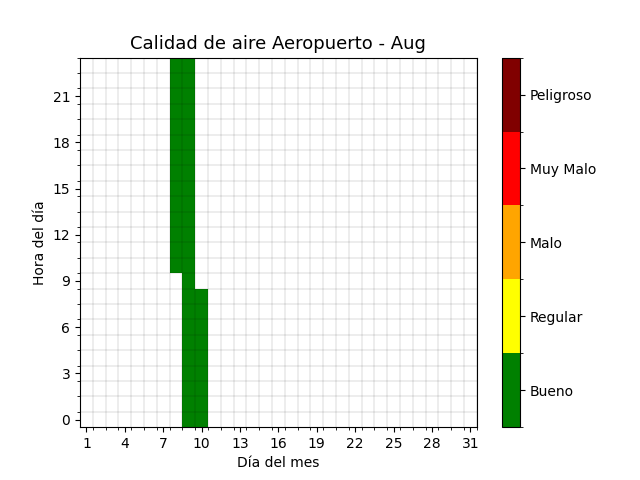 Calidad de aire Aeropuerto - Aug
Hora del día
21
18
15
12
9
6
3
0
1 4 7 10 13 16 19 22 25 28 31
Día del mes
Peligroso
Muy Malo
Malo
Regular
Bueno